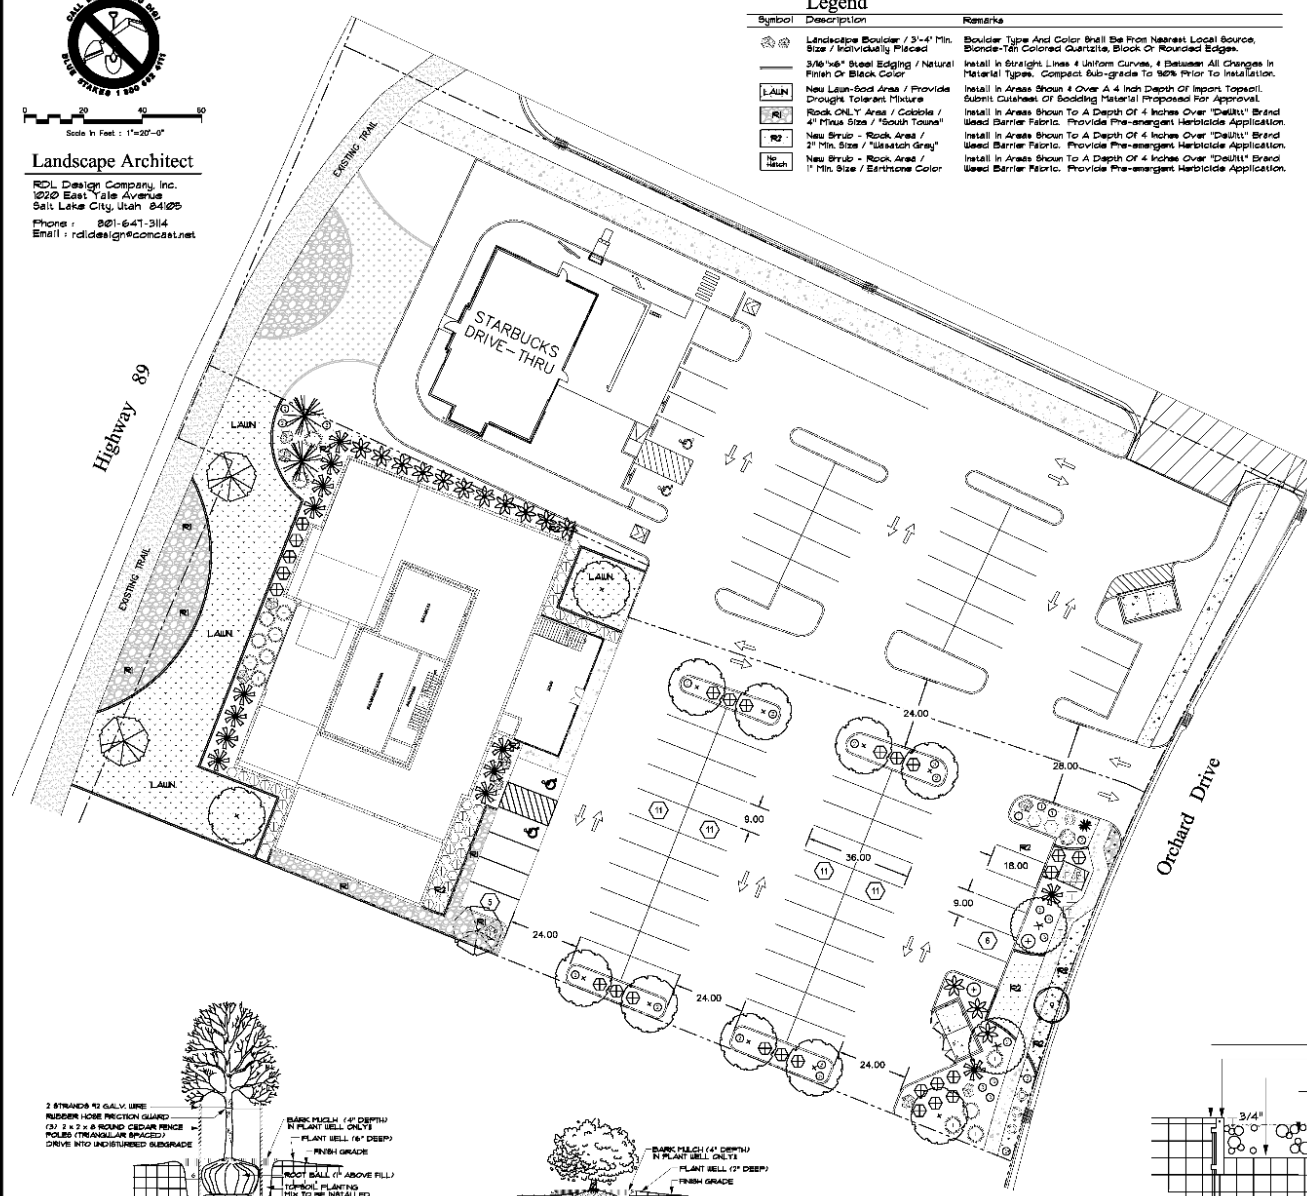 BLUE STAKES 1 800 662 4111
0 20 40 60
Scale In Feet : 1"=20'-0"
Landscape Architect
RDL Design Company, Inc.
1020 East Yale Avenue
Salt Lake City, Utah 84105
Phone : 801-647-3114
Email : rdldesign@comcast.net
Legend
Symbol Description Remarks
Landscape Boulder / 3'-4' Min. Boulder Type And Color Shall Be From Nearest Local Source,
Size / Individually Placed Blonde-Tan Colored Quartzite, Block Or Rounded Edges.
3/16"x6" Steel Edging / Natural Install In Straight Lines & Uniform Curves, & Between All Changes In
Finish Or Black Color Material Types. Compact Sub-grade To 90% Prior To Installation.
LAWN New Lawn-Sod Area / Provide Install In Areas Shown & Over A 4 Inch Depth Of Import Topsoil.
Drought Tolerant Mixture Submit Cutsheet Of Sodding Material Proposed For Approval.
R1 Rock ONLY Area / Cobble / Install In Areas Shown To A Depth Of 4 Inches Over "DeWitt" Brand
4" Minus Size / "South Towne" Weed Barrier Fabric. Provide Pre-emergent Herbicide Application.
R2 New Shrub - Rock Area / Install In Areas Shown To A Depth Of 4 Inches Over "DeWitt" Brand
2" Min. Size / "Wasatch Gray" Weed Barrier Fabric. Provide Pre-emergent Herbicide Application.
No Hatch New Shrub - Rock Area / Install In Areas Shown To A Depth Of 4 Inches Over "DeWitt" Brand
1" Min. Size / Earthtone Color Weed Barrier Fabric. Provide Pre-emergent Herbicide Application.
EXISTING TRAIL
STARBUCKS
DRIVE-THRU
Highway 89
LAWN
R1
EXISTING TRAIL
LAWN
R1
LAWN
R1
LAWN
24.00
28.00
Orchard Drive
11
11
9.00
36.00
11
11
R2
18.00
9.00
6
R1
R1
R2
5
R1
24.00
24.00
24.00
R2
R2
R2
2 STRANDS #12 GALV. WIRE
RUBBER HOSE FRICTION GUARD
(3) 2 x 2 x 8 ROUND CEDAR FENCE
POLES (TRIANGULAR SPACED)
DRIVE INTO UNDISTURBED SUBGRADE
BARK MULCH (4" DEPTH)
IN PLANT WELL ONLY!!
PLANT WELL (6" DEEP)
FINISH GRADE
ROOT BALL (1" ABOVE FILL)
TOPSOIL PLANTING
MIX TO BE INSTALLED
BARK MULCH (4" DEPTH)
IN PLANT WELL ONLY!!
PLANT WELL (2" DEEP)
FINISH GRADE
3/4"